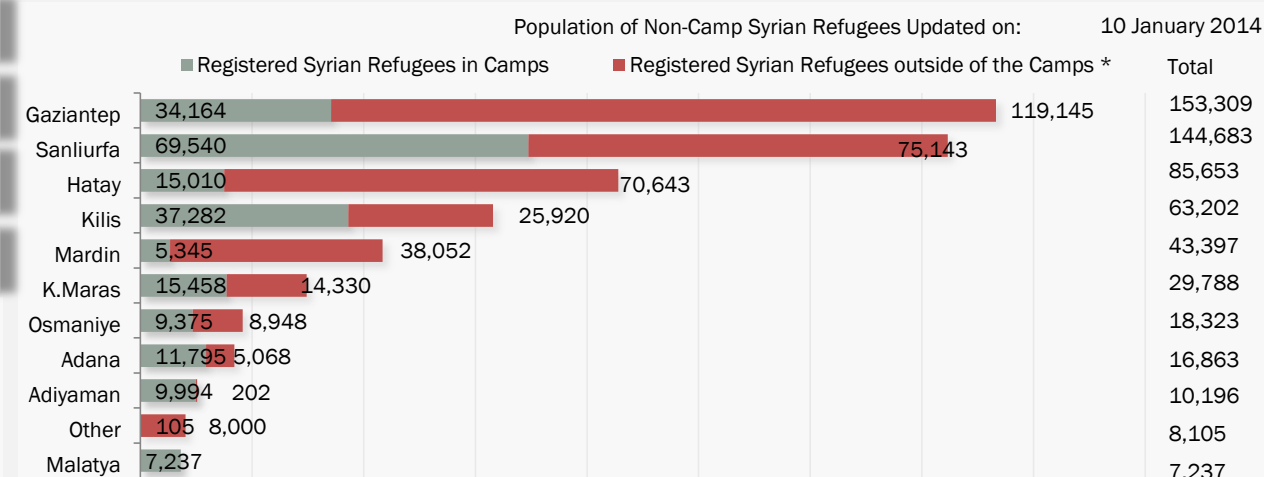 Population of Non-Camp Syrian Refugees Updated on: 10 January 2014
Registered Syrian Refugees in Camps Registered Syrian Refugees outside of the Camps * Total
Gaziantep 34,164 119,145 153,309
Sanliurfa 69,540 75,143 144,683
Hatay 15,010 70,643 85,653
Kilis 37,282 25,920 63,202
Mardin 5,345 38,052 43,397
K.Maras 15,458 14,330 29,788
Osmaniye 9,375 8,948 18,323
Adana 11,795 5,068 16,863
Adiyaman 9,994 202 10,196
Other 105 8,000 8,105
Malatya 7,237 7,237